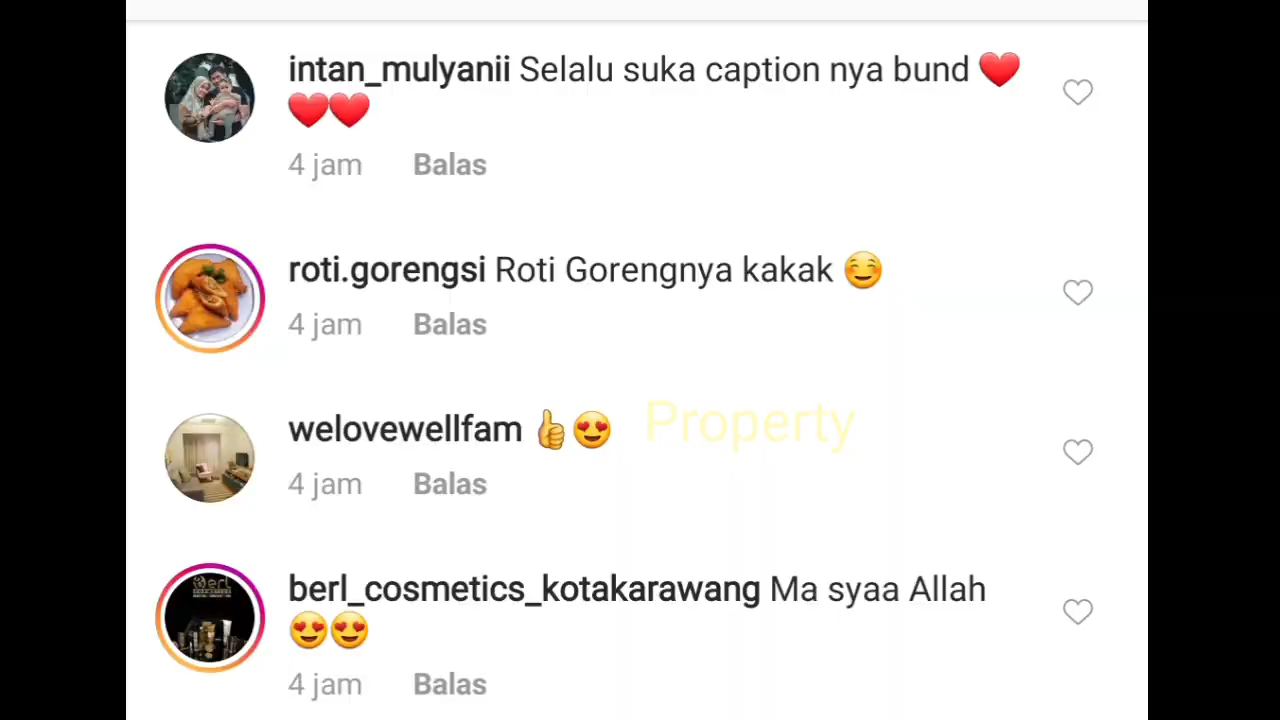 intan_mulyanii Selalu suka caption nya bund ❤️
❤️❤️
4 jam Balas
roti.gorengsi Roti Gorengnya kakak ☺️
4 jam Balas
welovewellfam 👍😍 Property
4 jam Balas
berl
berl_cosmetics_kotakarawang Ma syaa Allah
😍😍
4 jam Balas